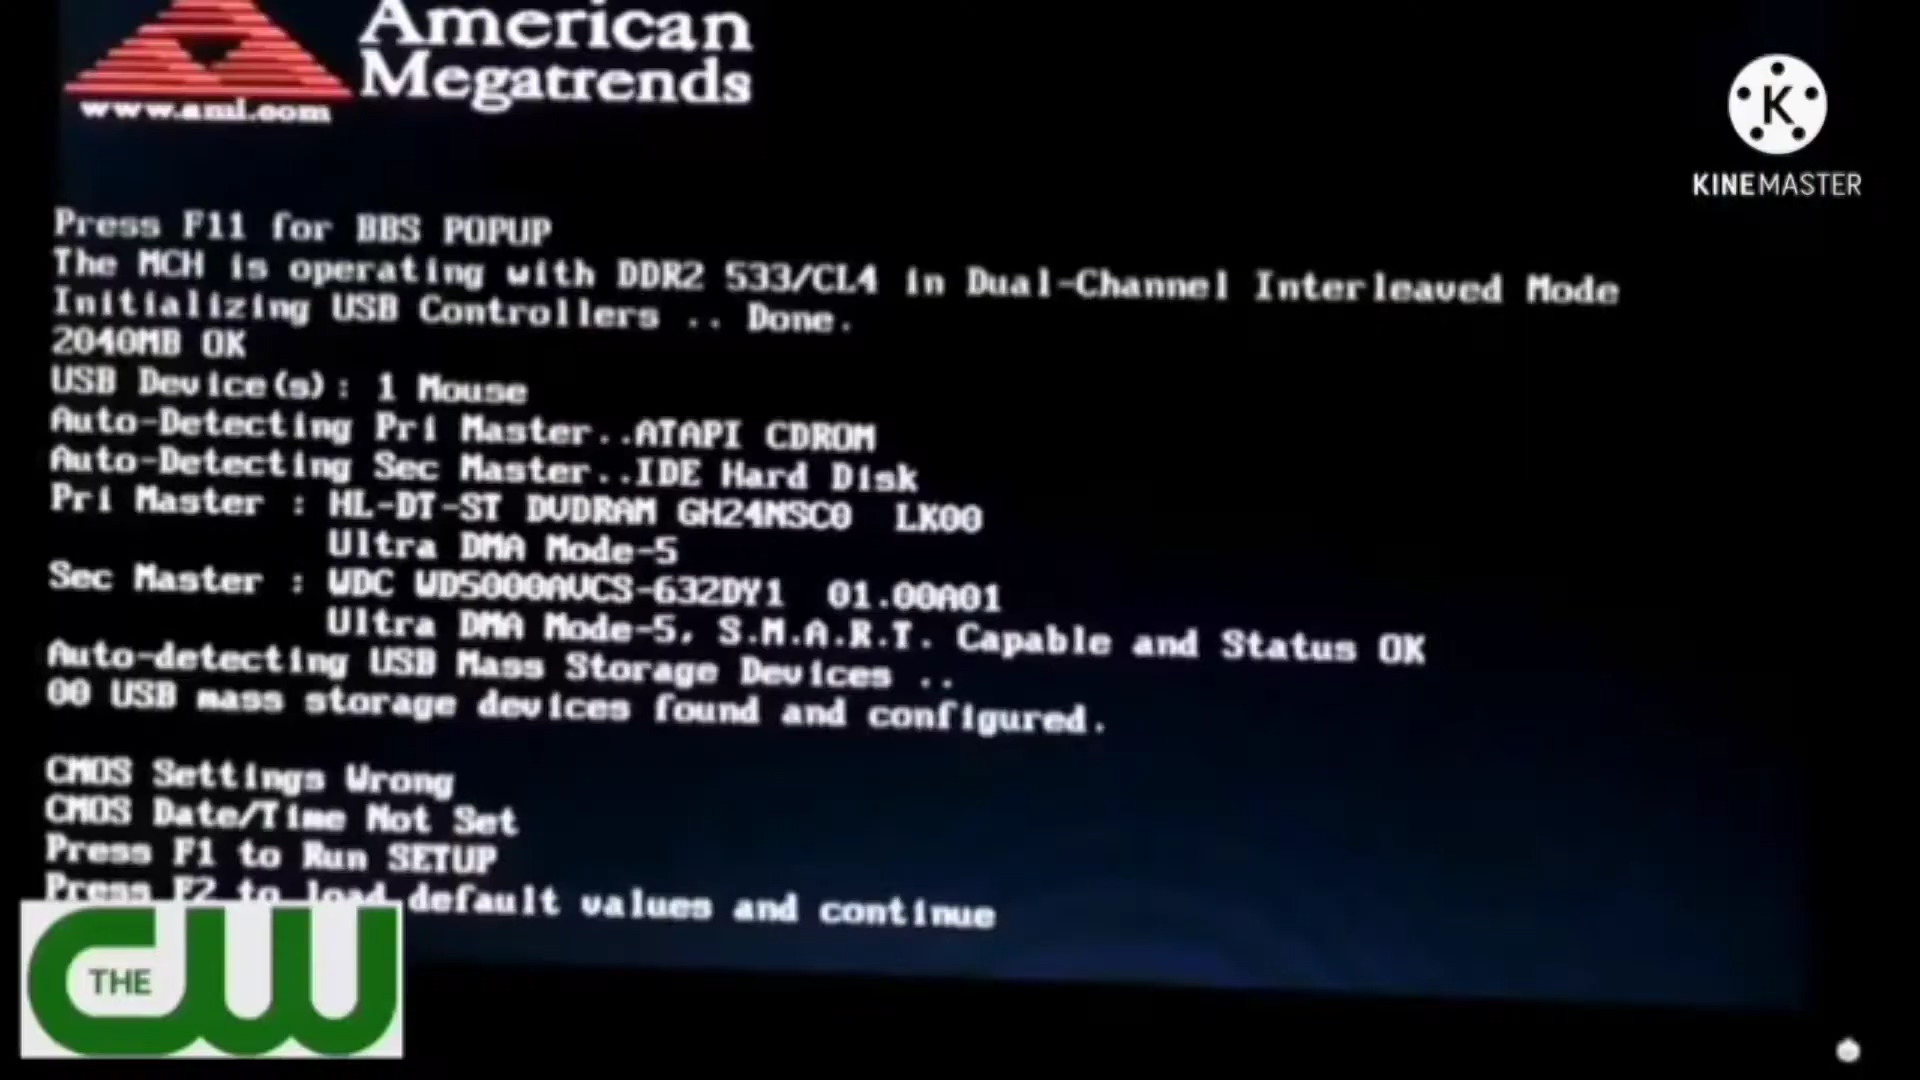 American
Megatrends
www.ami.com
KINEMASTER
Press F11 for BBS POPUP
The MCH is operating with DDR2 533/CL4 in Dual-Channel Interleaved Mode
Initializing USB Controllers .. Done.
2040MB OK
USB Device(s): 1 Mouse
Auto-Detecting Pri Master..ATAPI CDROM
Auto-Detecting Sec Master..IDE Hard Disk
Pri Master : HL-DT-ST DVDRAM GH24NSC0 LK00
Ultra DMA Mode-5
Sec Master : WDC WD5000AVCS-632DY1 01.00A01
Ultra DMA Mode-5, S.M.A.R.T. Capable and Status OK
Auto-detecting USB Mass Storage Devices ..
00 USB mass storage devices found and configured.
CMOS Settings Wrong
CMOS Date/Time Not Set
Press F1 to Run SETUP
Press F2 to load default values and continue
THE CW